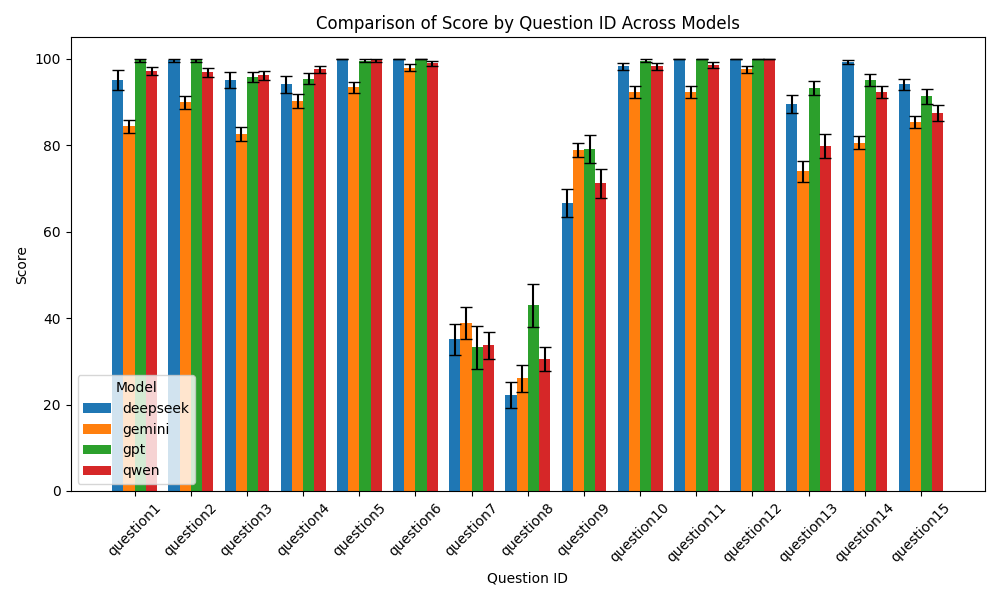 Comparison of Score by Question ID Across Models
Score
100
80
60
40
20
0
Model
deepseek
gemini
gpt
qwen
question1
question2
question3
question4
question5
question6
question7
question8
question9
question10
question11
question12
question13
question14
question15
Question ID